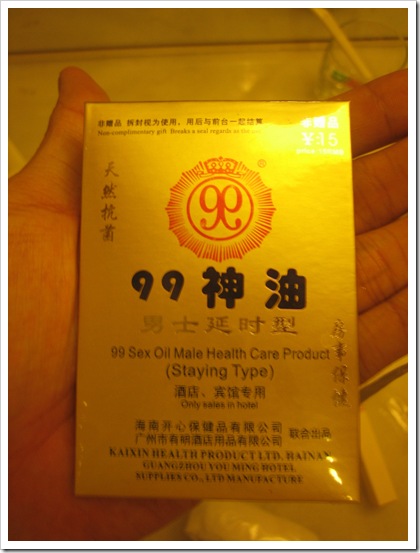 非赠品 拆封视为使用，用后与前台一起结算
Non-complimentary gift Breaks a seal regards as the
非赠品
¥:15
天然抗菌
99
®
99神油
男士延时型
房事保健
99 Sex Oil Male Health Care Product
(Staying Type)
酒店、宾馆专用
Only sales in hotel
海南开心保健品有限公司
广州市有明酒店用品有限公司
联合出品
KAIXIN HEALTH PRODUCT LTD. HAINAN
GUANGZHOU YOU MING HOTEL
SUPPLIES CO., LTD MANUFACTURE